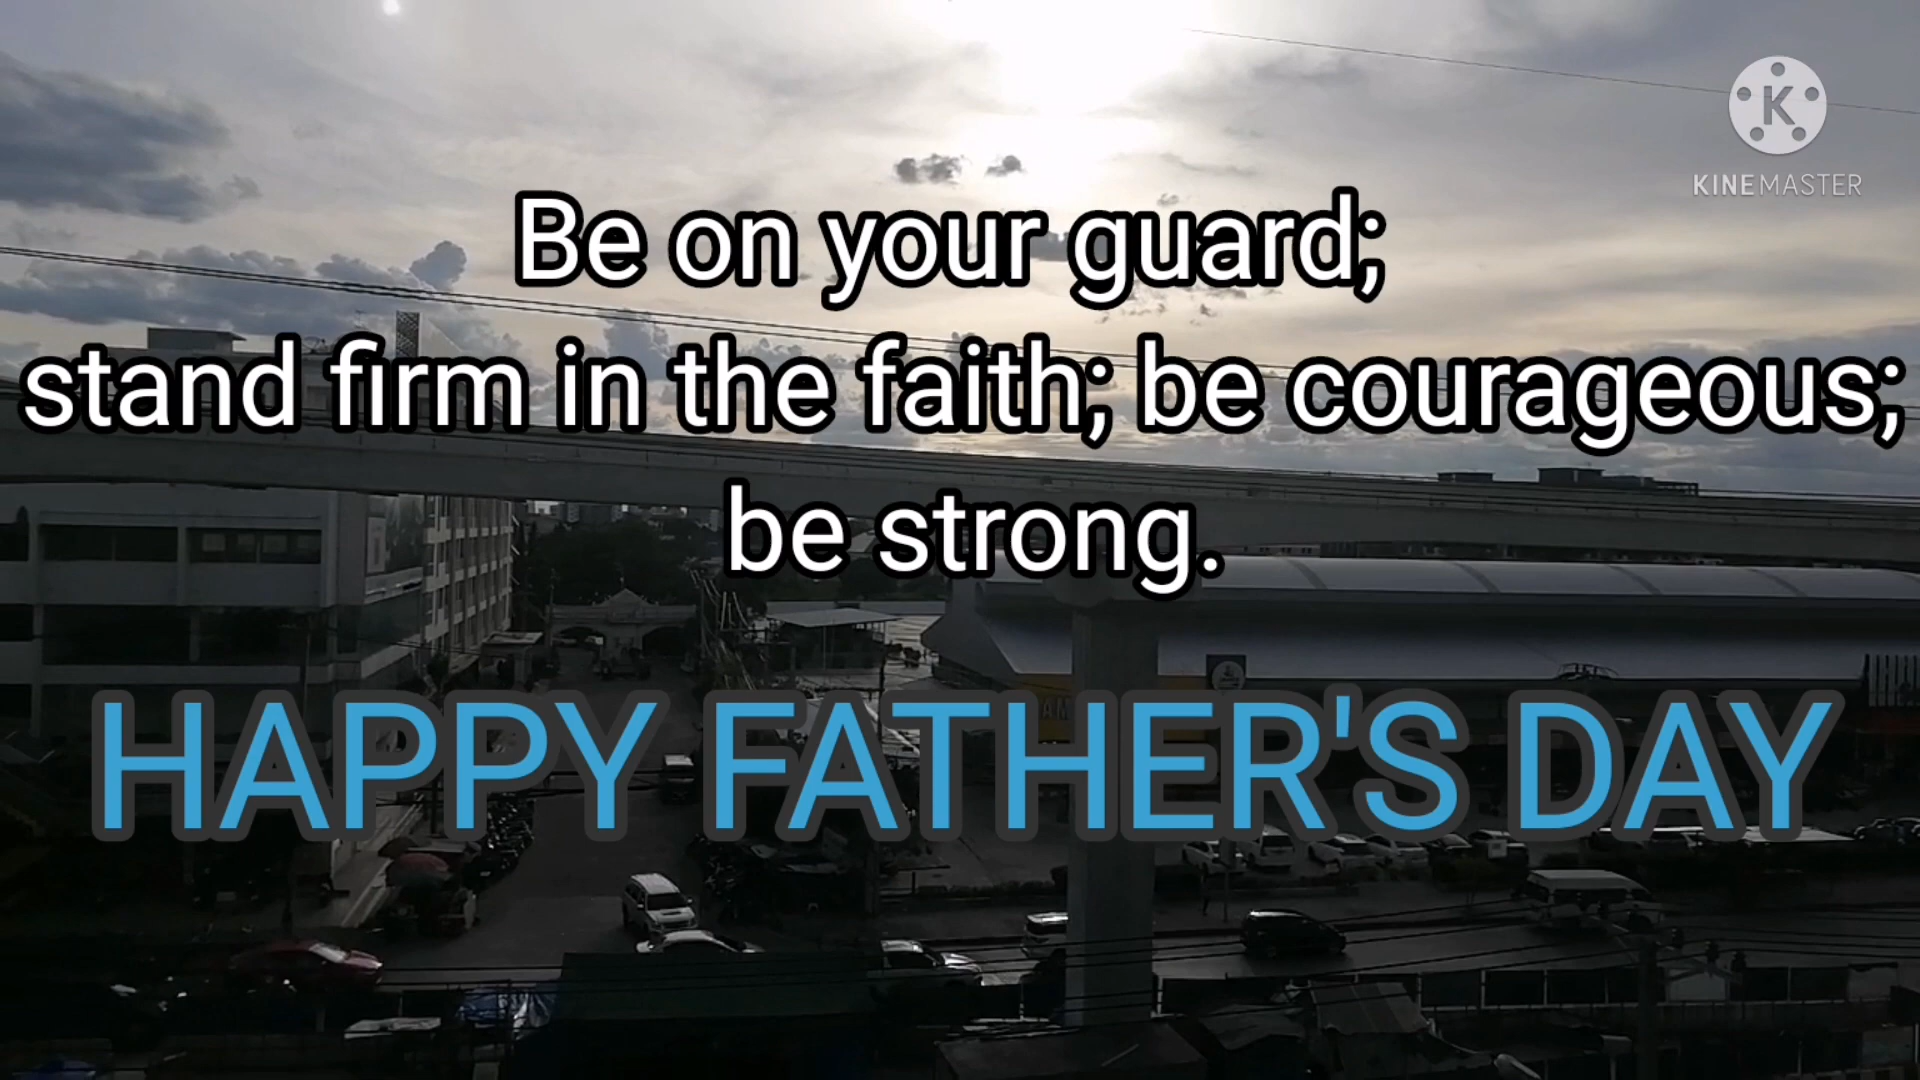 K
KINEMASTER
Be on your guard;
stand firm in the faith; be courageous;
be strong.
HAPPY FATHER'S DAY